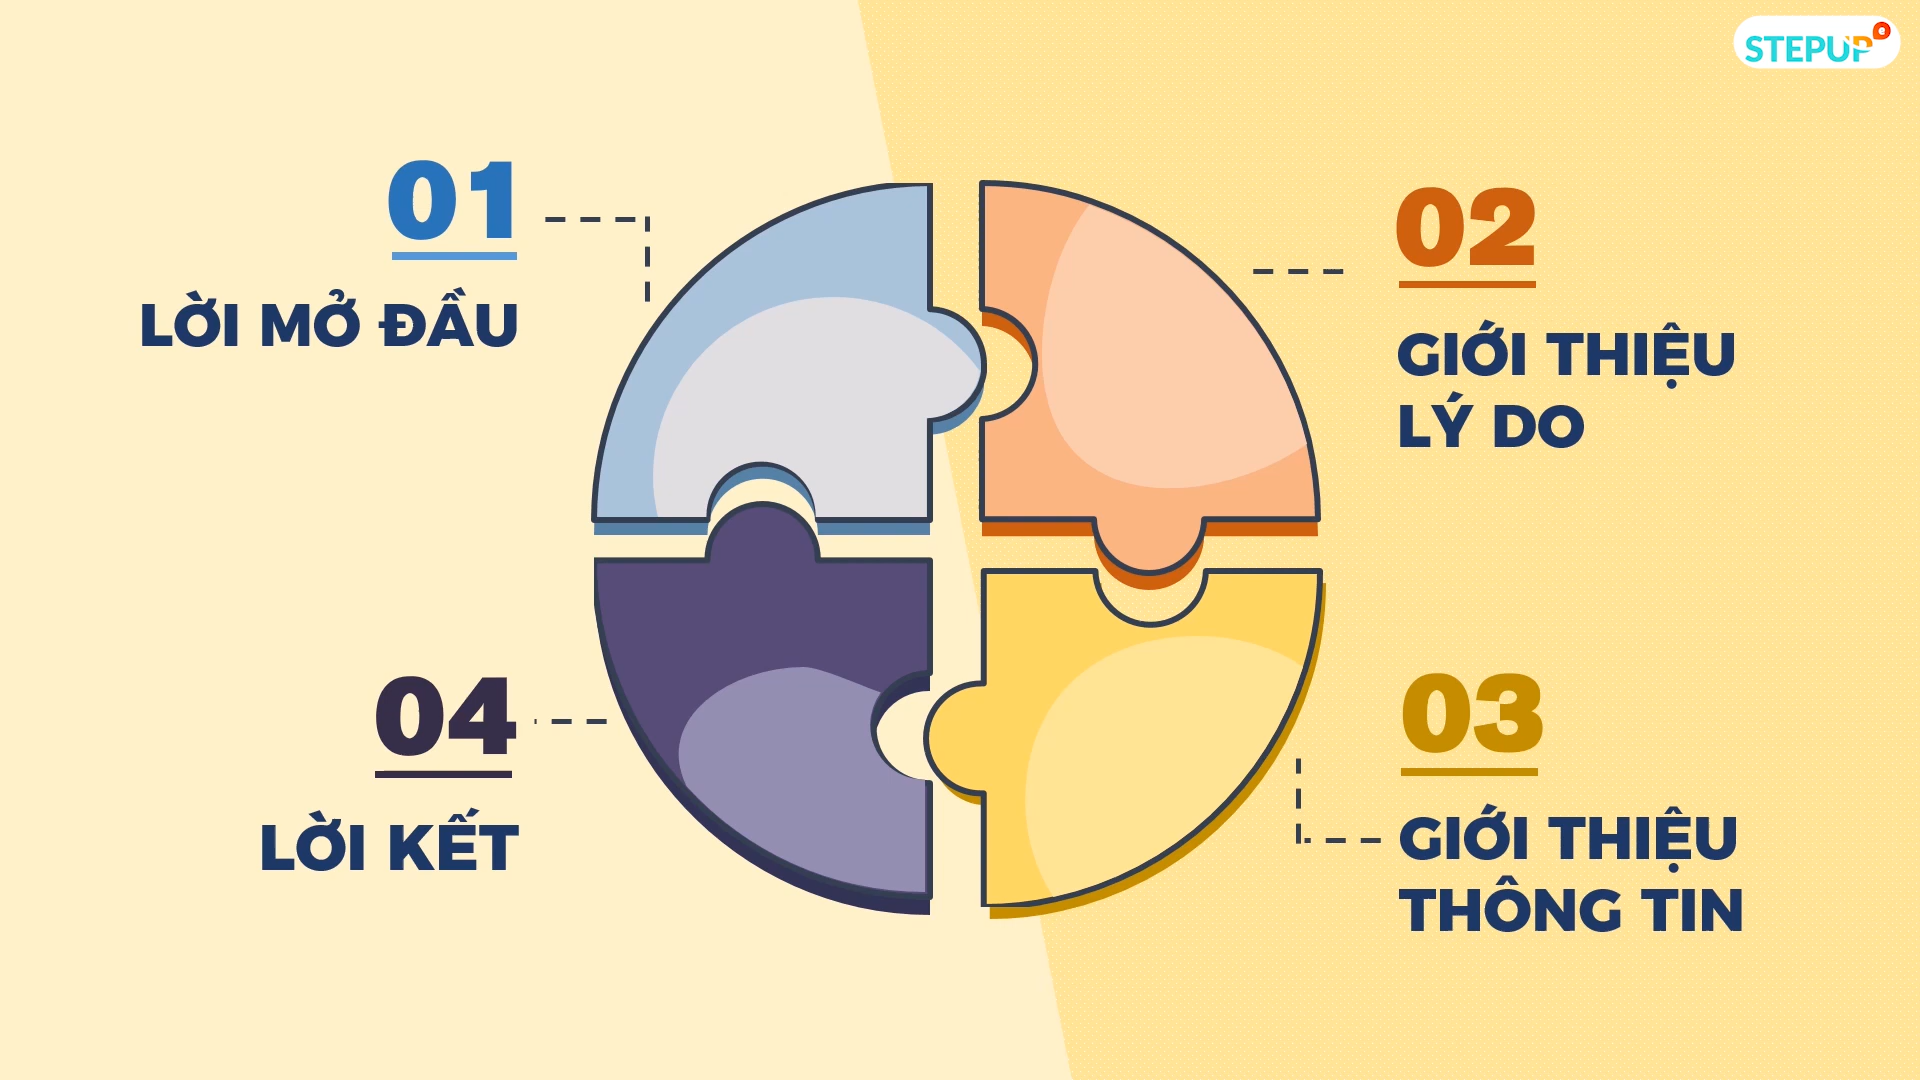 STEPUP
01
LỜI MỞ ĐẦU
02
GIỚI THIỆU
LÝ DO
03
GIỚI THIỆU
THÔNG TIN
04
LỜI KẾT